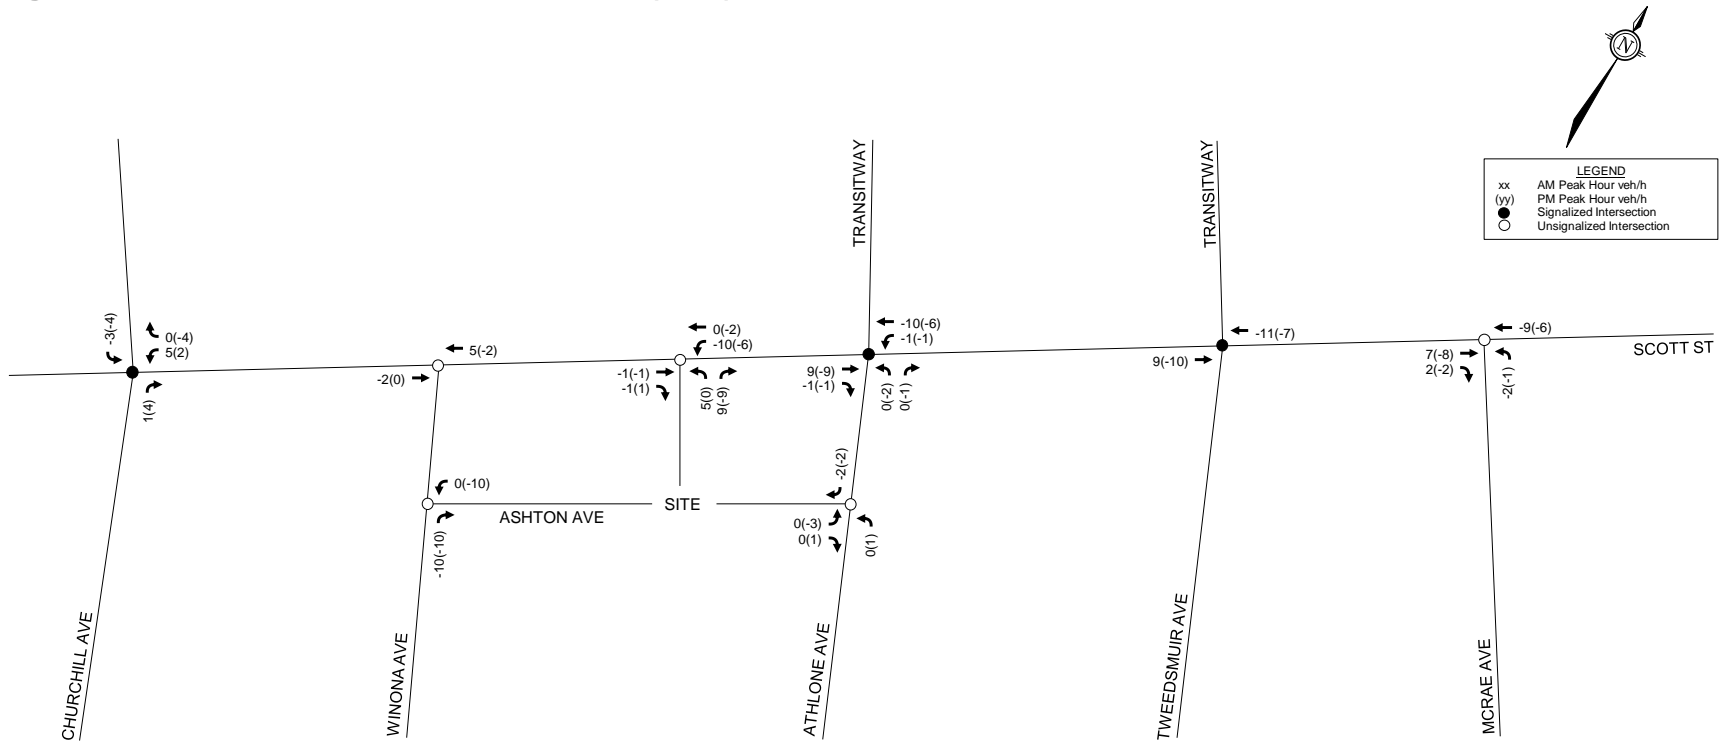 N
TRANSITWAY
TRANSITWAY
LEGEND
xx AM Peak Hour veh/h
(yy) PM Peak Hour veh/h
Signalized Intersection
Unsignalized Intersection
-3(-4)
0(-4)
5(2)
1(4)
5(-2)
-2(0)
0(-2)
-10(-6)
-1(-1)
-1(1)
5(0)
9(-9)
-10(-6)
-1(-1)
9(-9)
-1(-1)
0(-2)
0(-1)
-11(-7)
9(-10)
-9(-6)
7(-8)
2(-2)
-2(-1)
SCOTT ST
0(-10)
-10(-10)
ASHTON AVE
SITE
-2(-2)
0(-3)
0(1)
0(1)
CHURCHILL AVE
WINONA AVE
ATHLONE AVE
TWEEDSMUIR AVE
MCRAE AVE